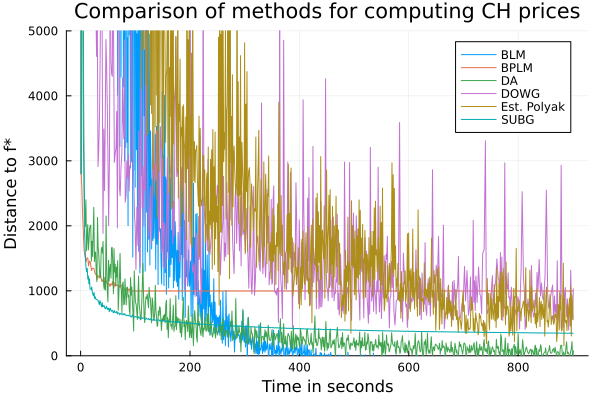 Comparison of methods for computing CH prices
5000
4000
3000
2000
1000
0
Distance to f*
BLM
BPLM
DA
DOWG
Est. Polyak
SUBG
0
200
400
600
800
Time in seconds